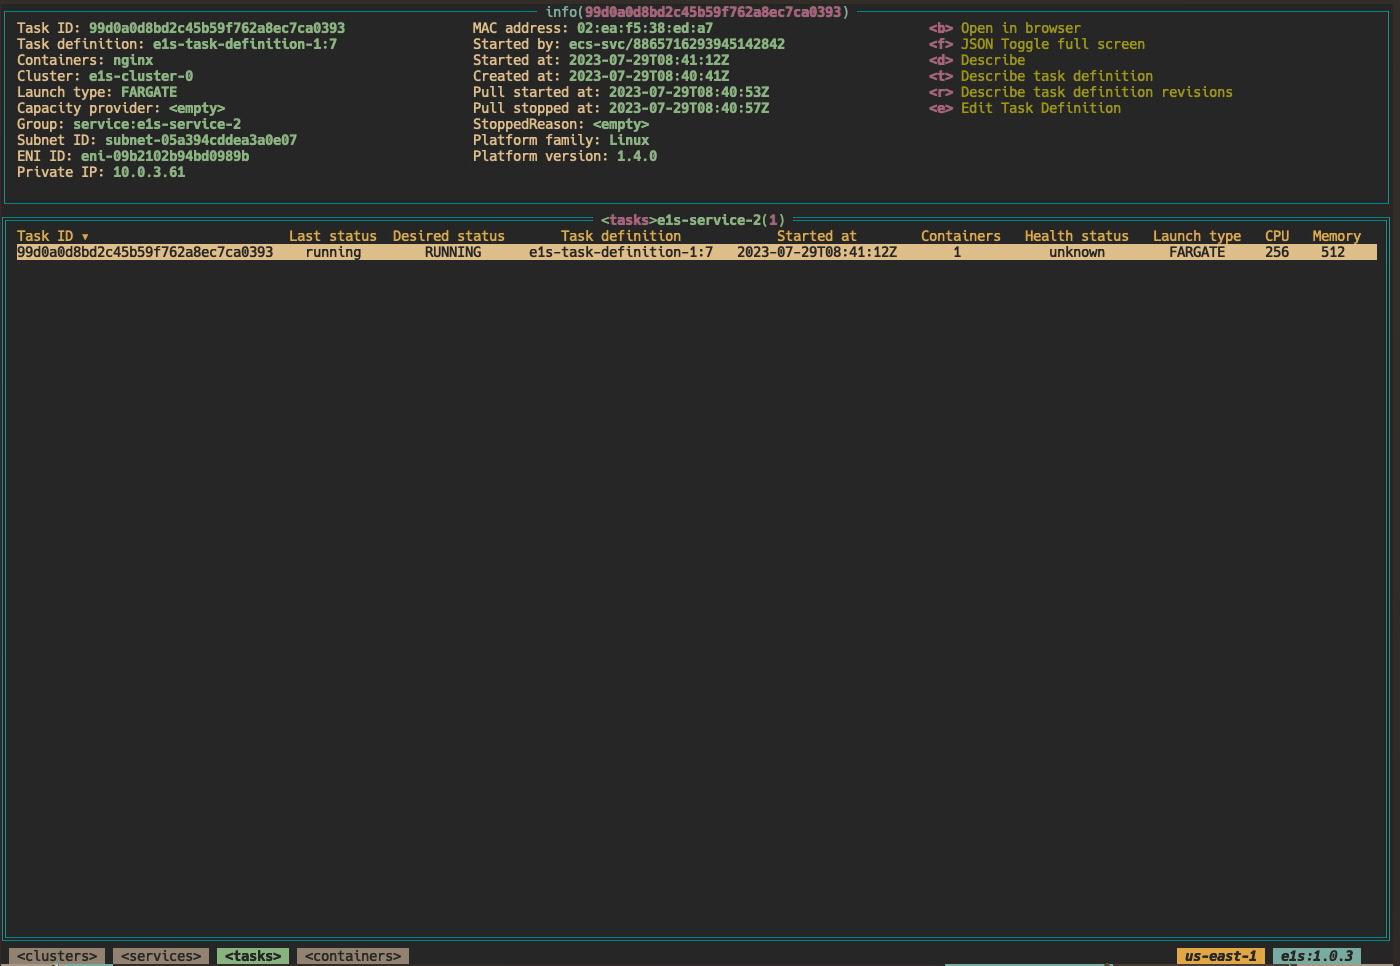 info(99d0a0d8bd2c45b59f762a8ec7ca0393)
Task ID: 99d0a0d8bd2c45b59f762a8ec7ca0393 MAC address: 02:ea:f5:38:ed:a7 <b> Open in browser
Task definition: e1s-task-definition-1:7 Started by: ecs-svc/8865716293945142842 <f> JSON Toggle full screen
Containers: nginx Started at: 2023-07-29T08:41:12Z <d> Describe
Cluster: e1s-cluster-0 Created at: 2023-07-29T08:40:41Z <t> Describe task definition
Launch type: FARGATE Pull started at: 2023-07-29T08:40:53Z <r> Describe task definition revisions
Capacity provider: <empty> Pull stopped at: 2023-07-29T08:40:57Z <e> Edit Task Definition
Group: service:e1s-service-2 StoppedReason: <empty>
Subnet ID: subnet-05a394cddea3a0e07 Platform family: Linux
ENI ID: eni-09b2102b94bd0989b Platform version: 1.4.0
Private IP: 10.0.3.61
<tasks>e1s-service-2(1)
Task ID ▾ Last status Desired status Task definition Started at Containers Health status Launch type CPU Memory
99d0a0d8bd2c45b59f762a8ec7ca0393 running RUNNING e1s-task-definition-1:7 2023-07-29T08:41:12Z 1 unknown FARGATE 256 512
<clusters> <services> <tasks> <containers> us-east-1 e1s:1.0.3